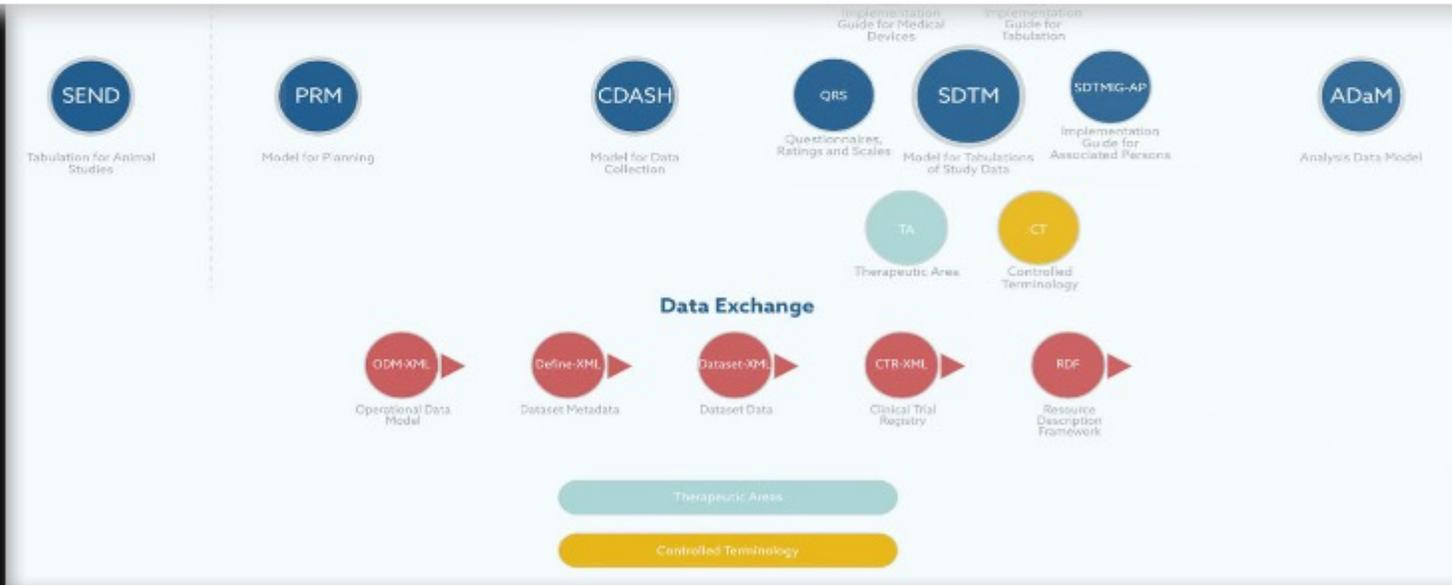 Implementation
Guide for Medical
Devices
Implementation
Guide for
Tabulation
SEND
Tabulation for Animal
Studies
PRM
Model for Planning
CDASH
Model for Data
Collection
QRS
Questionnaires,
Ratings and Scales
SDTM
Model for Tabulations
of Study Data
SDTMIG-AP
Implementation
Guide for
Associated Persons
ADaM
Analysis Data Model
TA
Therapeutic Area
CT
Controlled
Terminology
Data Exchange
ODM-XML
Operational Data
Model
Define-XML
Dataset Metadata
Dataset-XML
Dataset Data
CTR-XML
Clinical Trial
Registry
RDF
Resource
Description
Framework
Therapeutic Areas
Controlled Terminology